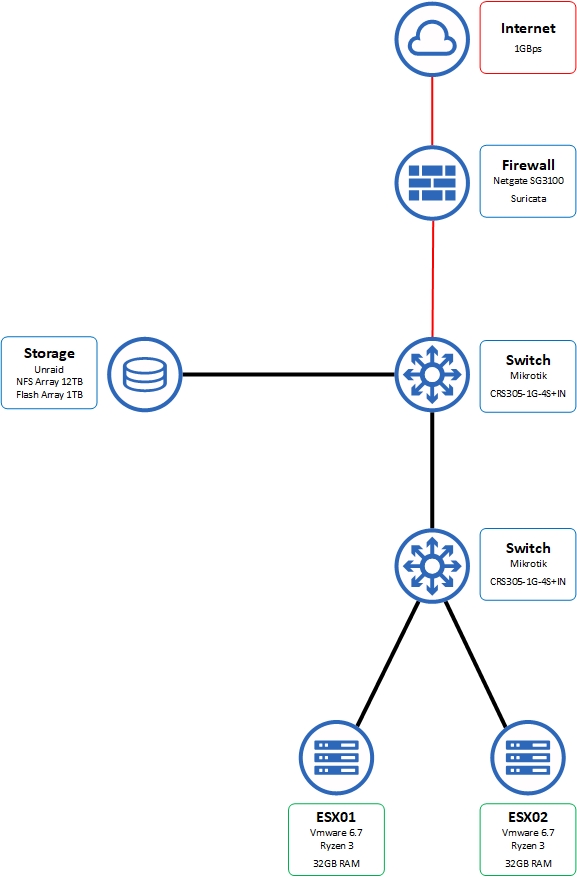 Internet
1GBps
Firewall
Netgate SG3100
Suricata
Storage
Unraid
NFS Array 12TB
Flash Array 1TB
Switch
Mikrotik
CRS305-1G-4S+IN
Switch
Mikrotik
CRS305-1G-4S+IN
ESX01
Vmware 6.7
Ryzen 3
32GB RAM
ESX02
Vmware 6.7
Ryzen 3
32GB RAM